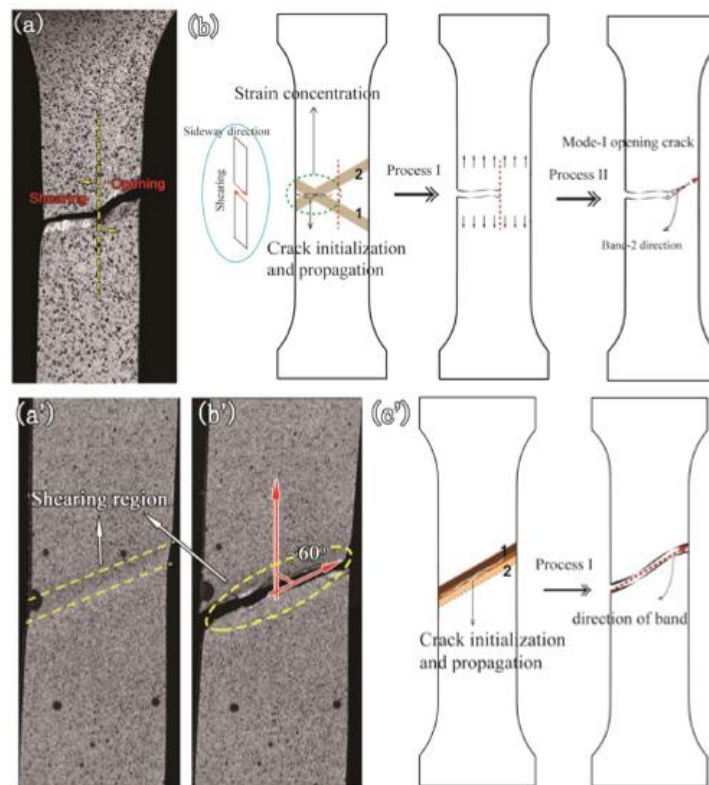 (a)
Shearing
Opening
(b)
Strain concentration
Sideway direction
Shearing
2
1
Crack initialization
and propagation
Process I
Process II
Mode-I opening crack
Band-2 direction
(a')
Shearing region
(b')
60°
(c')
1
2
Crack initialization
and propagation
Process I
direction of band